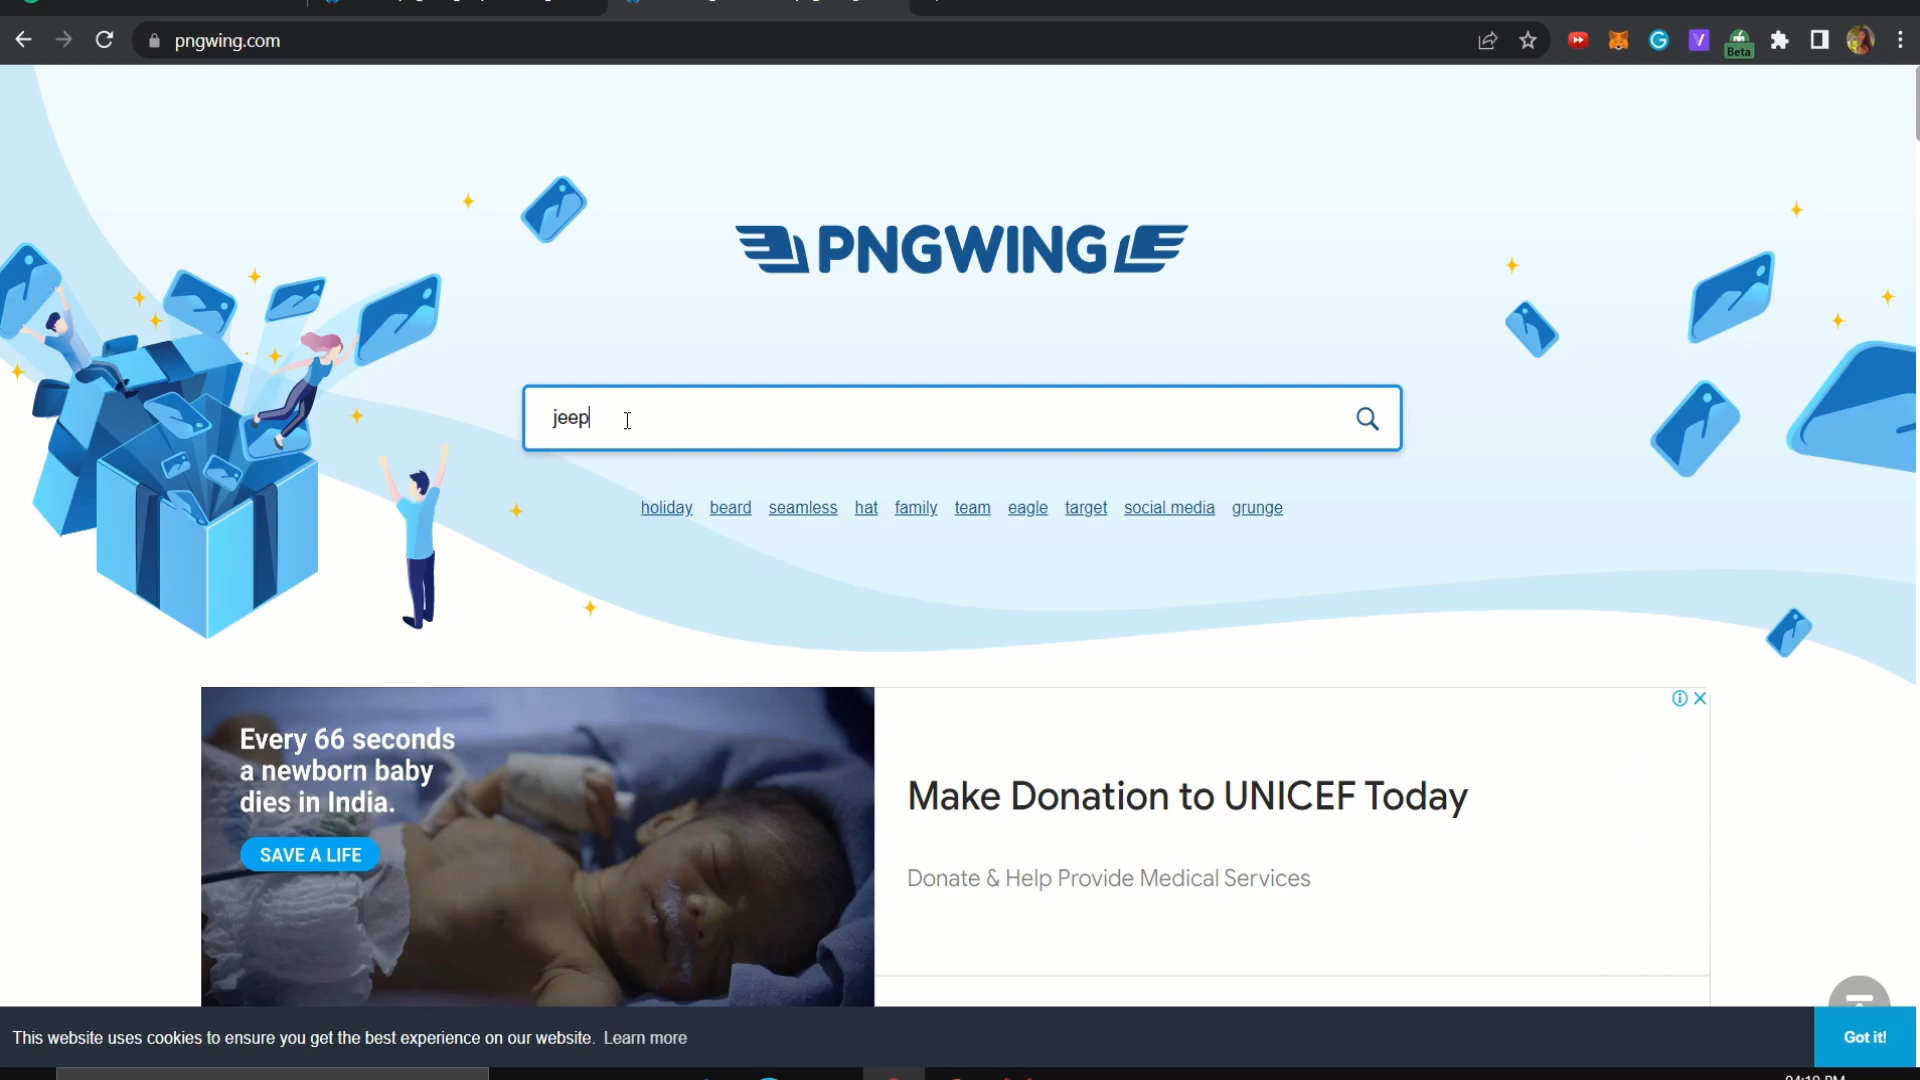 pngwing.com
Beta
PNGWING
jeep
holiday beard seamless hat family team eagle target social media grunge
Every 66 seconds
a newborn baby
dies in India.
SAVE A LIFE
Make Donation to UNICEF Today
Donate & Help Provide Medical Services
This website uses cookies to ensure you get the best experience on our website. Learn more
Got it!